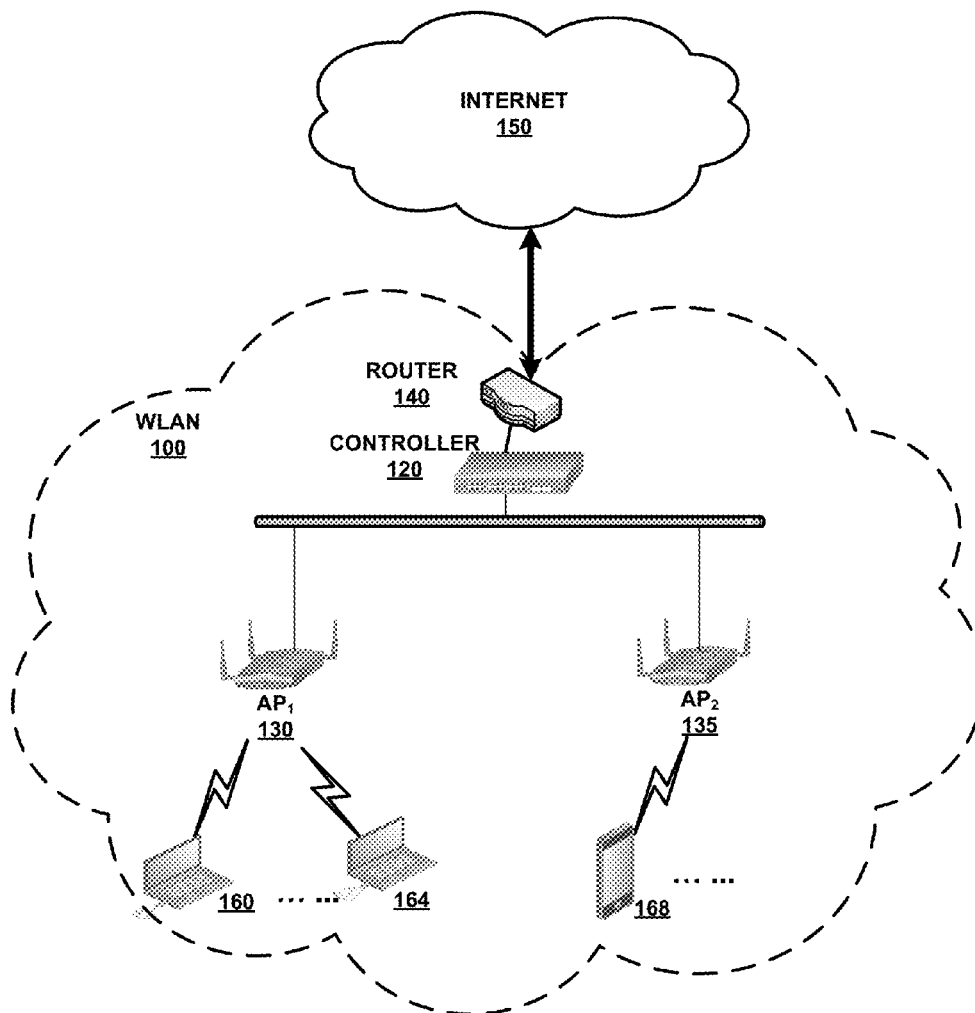 INTERNET
150
ROUTER
140
WLAN
100
CONTROLLER
120
AP₁
130
AP₂
135
160
... ...
164
168
... ...